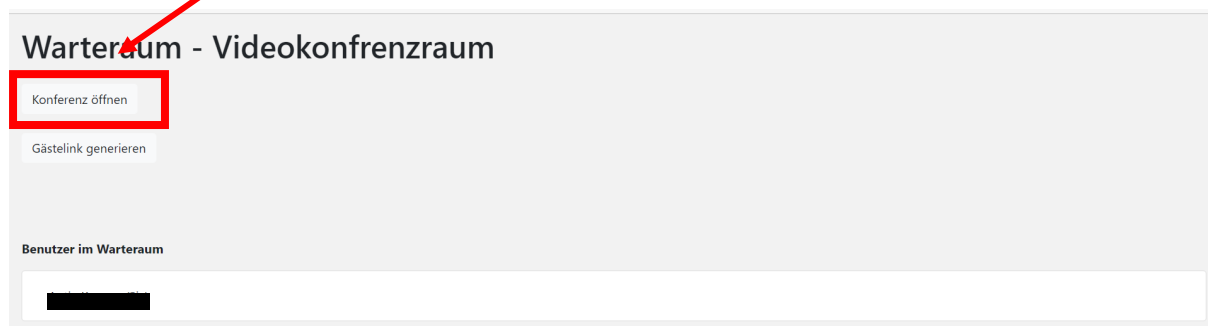 Warteraum - Videokonfrenzraum
Konferenz öffnen
Gästelink generieren
Benutzer im Warteraum